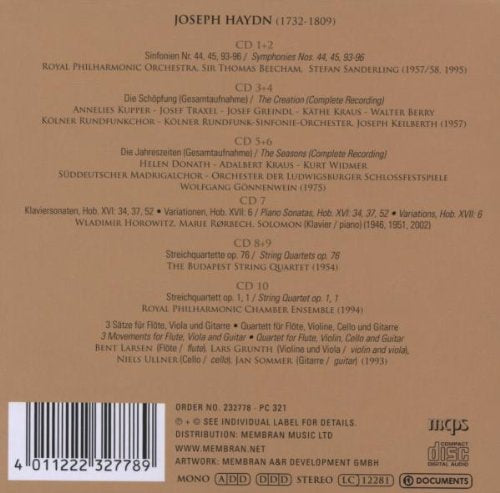 JOSEPH HAYDN (1732-1809)
CD 1+2
Sinfonien Nr. 44, 45, 93-96 / Symphonies Nos. 44, 45, 93-96
ROYAL PHILHARMONIC ORCHESTRA, SIR THOMAS BEECHAM, STEFAN SANDERLING (1957/58, 1995)
CD 3+4
Die Schöpfung (Gesamtaufnahme) / The Creation (Complete Recording)
ANNELIES KUPPER - JOSEF TRAXEL - JOSEF GREINDL - KÄTHE KRAUS - WALTER BERRY
KÖLNER RUNDFUNKCHOR - KÖLNER RUNDFUNK-SINFONIE-ORCHESTER, JOSEPH KEILBERTH (1957)
CD 5+6
Die Jahreszeiten (Gesamtaufnahme) / The Seasons (Complete Recording)
HELEN DONATH - ADALBERT KRAUS - KURT WIDMER
SÜDDEUTSCHER MADRIGALCHOR - ORCHESTER DER LUDWIGSBURGER SCHLOSSFESTSPIELE
WOLFGANG GÖNNENWEIN (1975)
CD 7
Klaviersonaten, Hob. XVI: 34, 37, 52 • Variationen, Hob. XVII: 6 / Piano Sonatas, Hob. XVI: 34, 37, 52 • Variations, Hob. XVII: 6
WLADIMIR HOROWITZ, MARIE RØRBECH, SOLOMON (Klavier / piano) (1946, 1951, 2002)
CD 8+9
Streichquartette op. 76 / String Quartets op. 76
THE BUDAPEST STRING QUARTET (1954)
CD 10
Streichquartett op. 1, 1 / String Quartet op. 1, 1
ROYAL PHILHARMONIC CHAMBER ENSEMBLE (1994)
3 Sätze für Flöte, Viola und Gitarre • Quartett für Flöte, Violine, Cello und Gitarre
3 Movements for Flute, Viola and Guitar • Quartet for Flute, Violin, Cello and Guitar
BENT LARSEN (Flöte / flute), LARS GRUNTH (Violine und Viola / violin and viola),
NIELS ULLNER (Cello / cello), JAN SOMMER (Gitarre / guitar) (1993)
ORDER NO. 232778 - PC 321
℗ + © SEE INDIVIDUAL LABEL FOR DETAILS.
DISTRIBUTION: MEMBRAN MUSIC LTD
WWW.MEMBRAN.NET
ARTWORK: MEMBRAN A&R DEVELOPMENT GMBH
MONO ADD DDD STEREO LC 12281 DOCUMENTS
mcps
COMPACT
disc
DIGITAL AUDIO
4 011222 327789